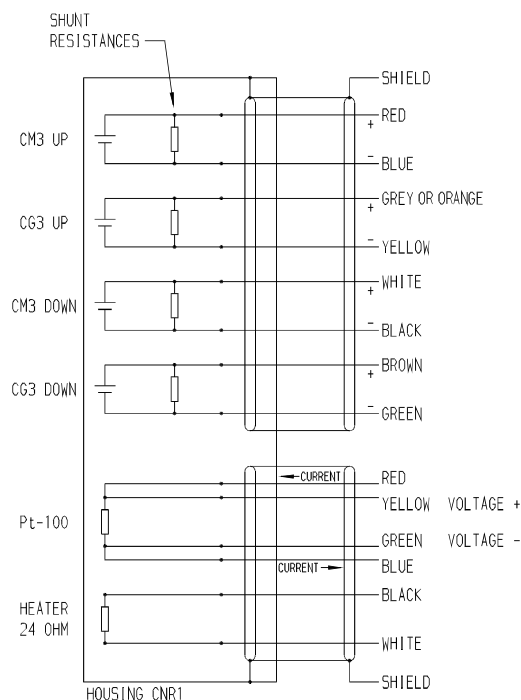 SHUNT
RESISTANCES
SHIELD
RED
+
CM3 UP
-
BLUE
GREY OR ORANGE
+
CG3 UP
-
YELLOW
WHITE
+
CM3 DOWN
-
BLACK
BROWN
+
CG3 DOWN
-
GREEN
CURRENT
RED
YELLOW VOLTAGE +
Pt-100
GREEN VOLTAGE -
CURRENT
BLUE
BLACK
HEATER
24 OHM
WHITE
SHIELD
HOUSING CNR1